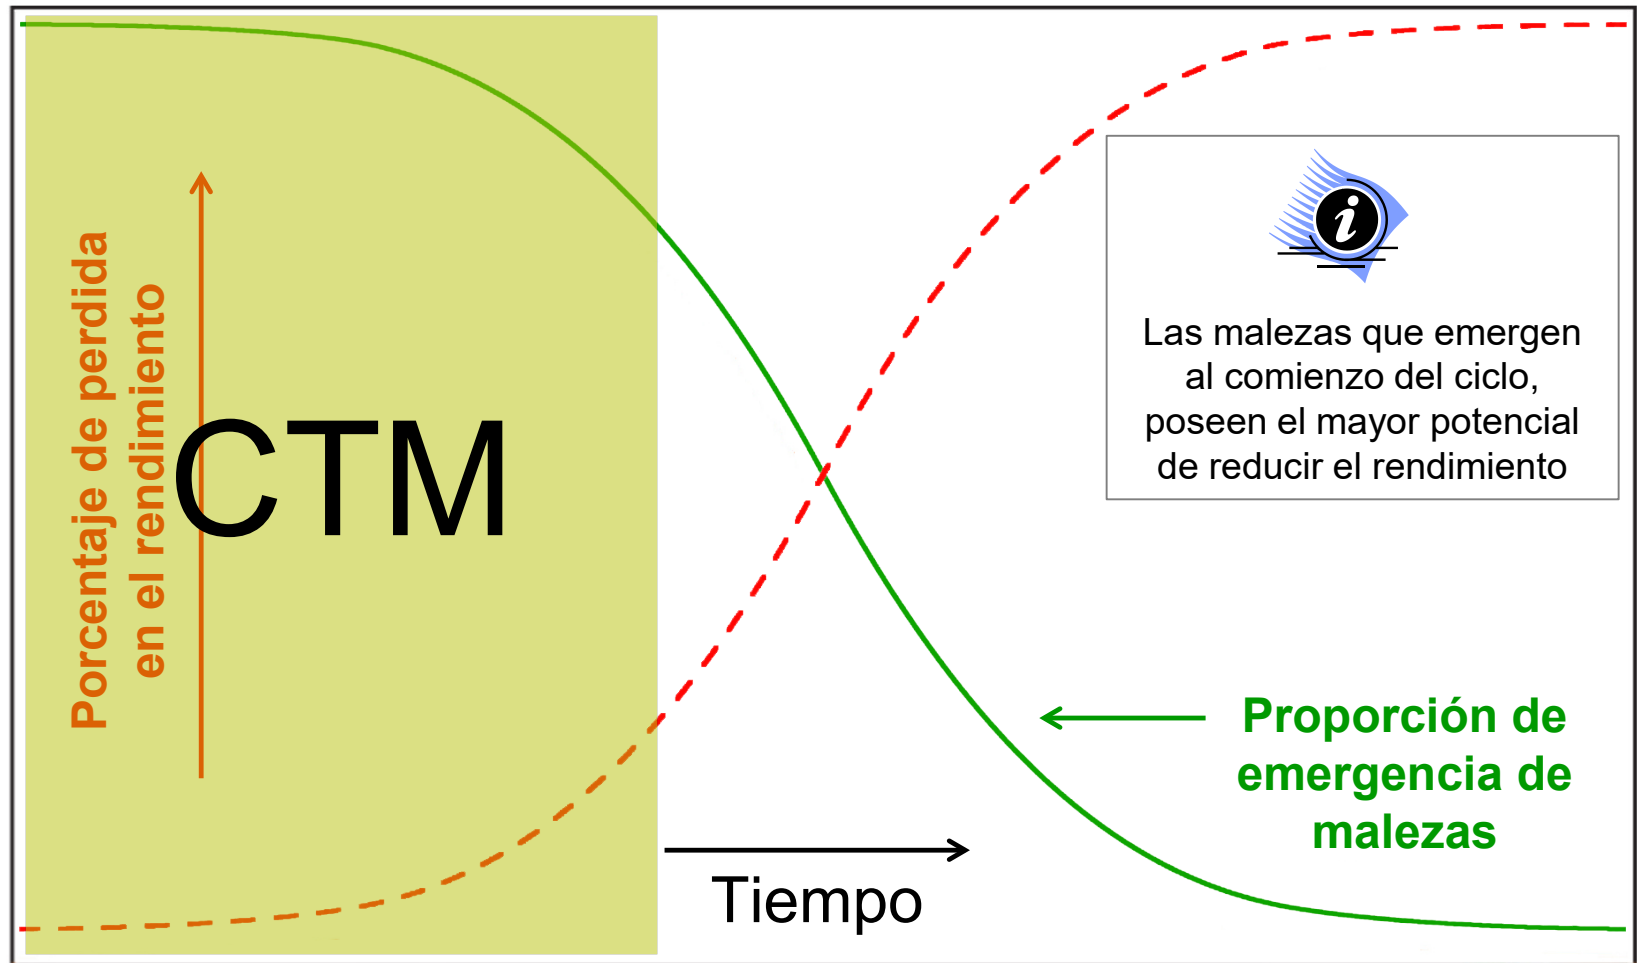 Porcentaje de perdida
en el rendimiento
CTM
i
Las malezas que emergen
al comienzo del ciclo,
poseen el mayor potencial
de reducir el rendimiento
Proporción de
emergencia de
malezas
Tiempo